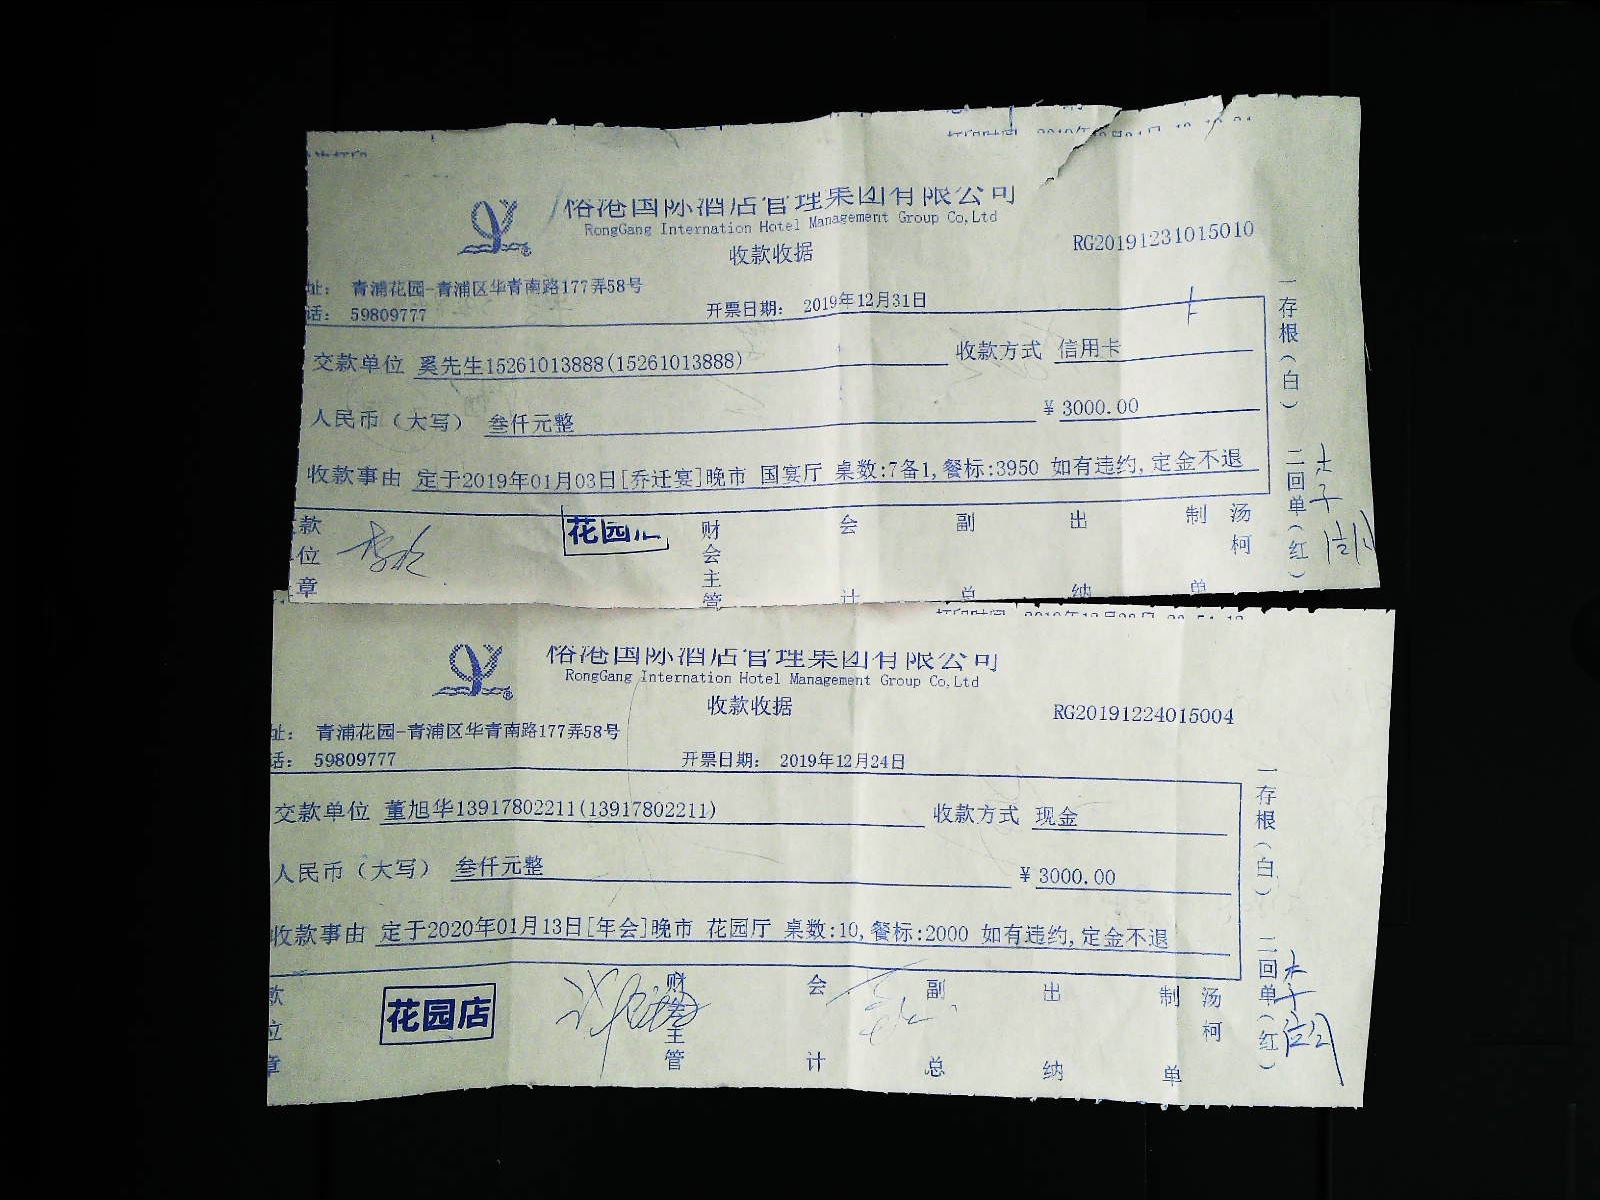 国际酒店管理集团有限公司
RongGang Internation Hotel Management Group Co,Ltd
收款收据
RG20191231015010
址： 青浦花园-青浦区华青南路177弄58号
话： 59809777
开票日期： 2019年12月31日
交款单位 奚先生15261013888(15261013888) 收款方式 信用卡
人民币（大写） 叁仟元整 ¥ 3000.00
收款事由 定于2019年01月03日[乔迁宴]晚市 国宴厅 桌数:7备1,餐标:3950 如有违约,定金不退
一存根（白） 二回单（红）
款位章 花园 财会主管 会计 副总 出纳 制单 汤柯
港国际酒店管理集团有限公司
RongGang Internation Hotel Management Group Co,Ltd
收款收据
RG20191224015004
址： 青浦花园-青浦区华青南路177弄58号
话： 59809777
开票日期： 2019年12月24日
交款单位 董旭华13917802211(13917802211) 收款方式 现金
人民币（大写） 叁仟元整 ¥ 3000.00
收款事由 定于2020年01月13日[年会]晚市 花园厅 桌数:10,餐标:2000 如有违约,定金不退
一存根（白） 二回单（红）
款位章 花园店 财会主管 会计 副总 出纳 制单 汤柯